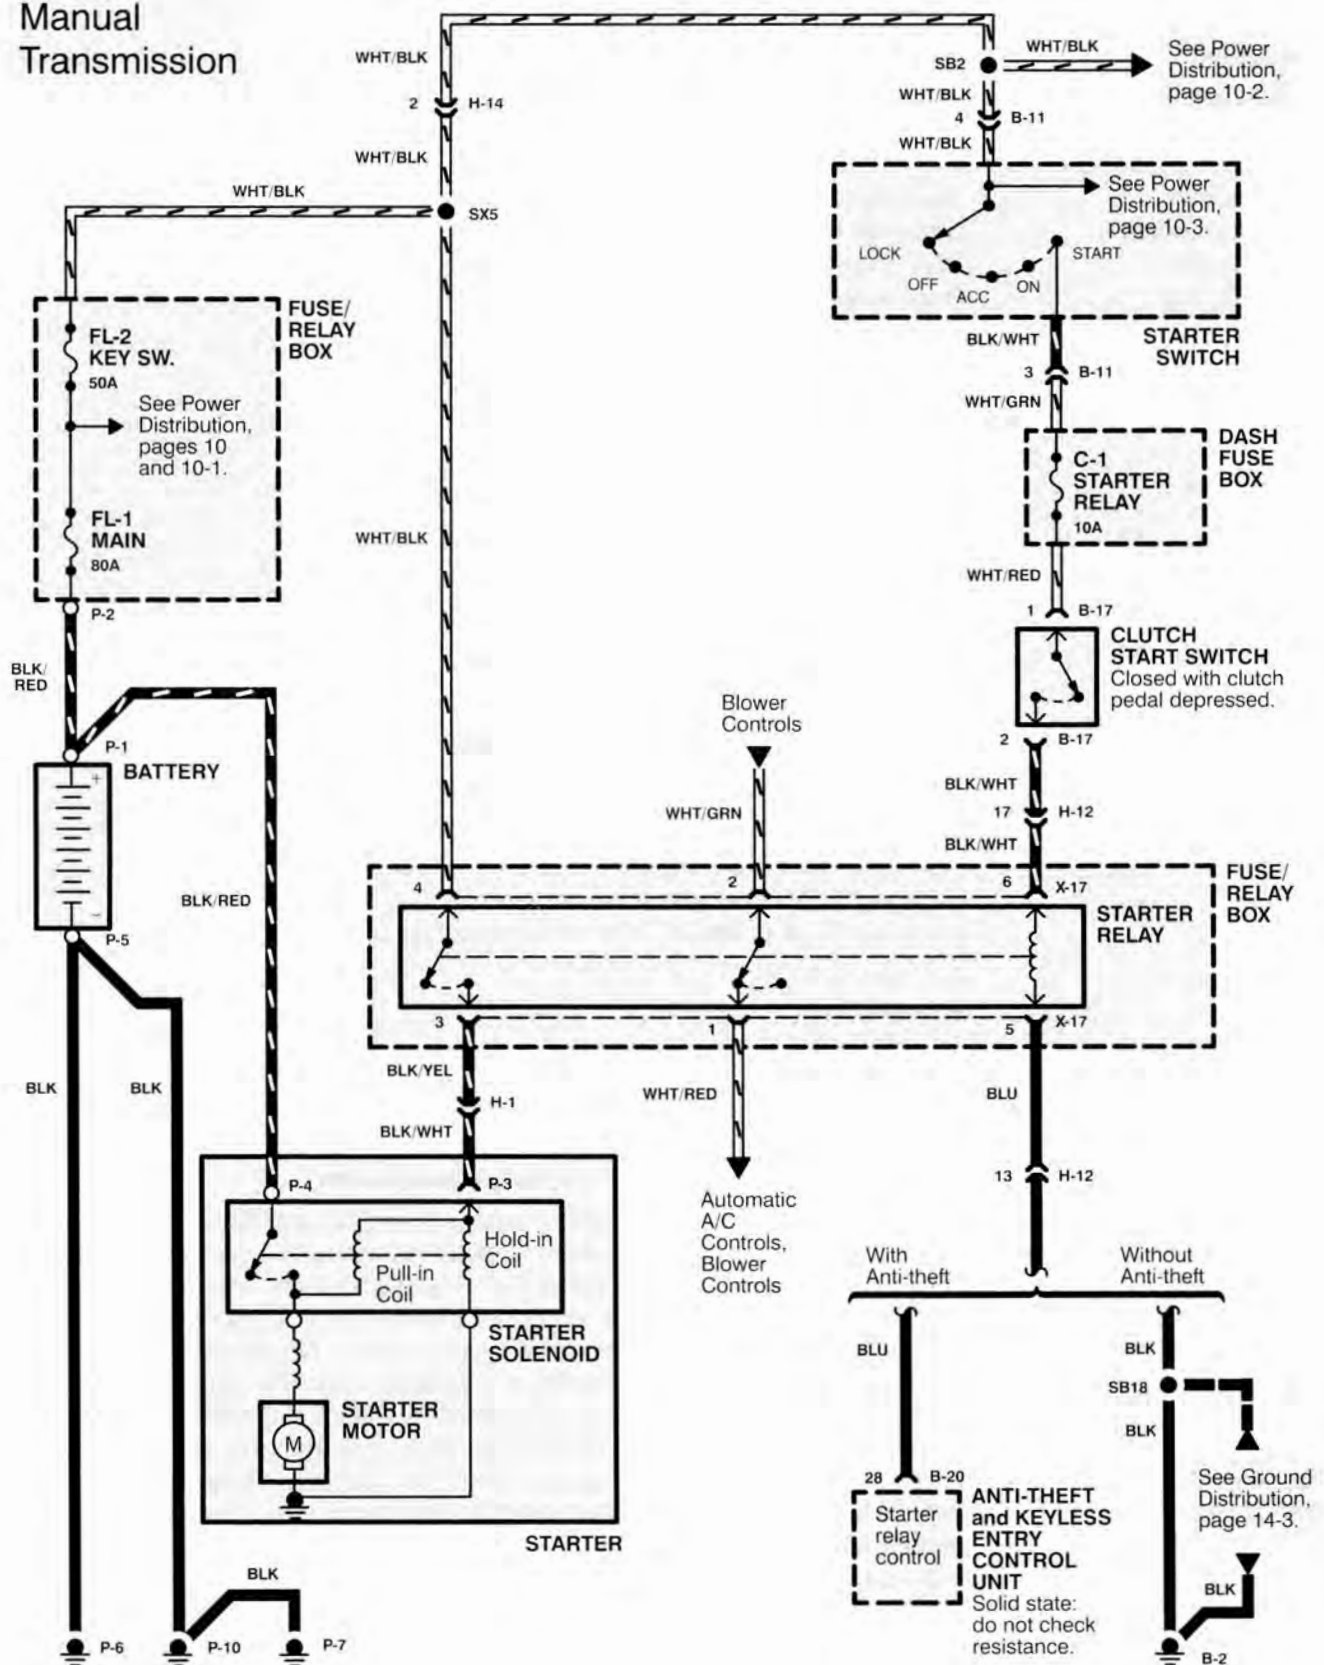 Manual
Transmission
WHT/BLK
2
H-14
WHT/BLK
WHT/BLK
SX5
SB2
WHT/BLK
See Power
Distribution,
page 10-2.
WHT/BLK
4
B-11
WHT/BLK
See Power
Distribution,
page 10-3.
LOCK
OFF
ACC
ON
START
STARTER
SWITCH
BLK/WHT
3
B-11
WHT/GRN
FUSE/
RELAY
BOX
FL-2
KEY SW.
50A
See Power
Distribution,
pages 10
and 10-1.
FL-1
MAIN
80A
P-2
WHT/BLK
DASH
FUSE
BOX
C-1
STARTER
RELAY
10A
WHT/RED
1
B-17
CLUTCH
START SWITCH
Closed with clutch
pedal depressed.
2
B-17
BLK/WHT
17
H-12
BLK/WHT
BLK/
RED
P-1
BATTERY
+
-
P-5
BLK/RED
Blower
Controls
WHT/GRN
4
2
6
X-17
FUSE/
RELAY
BOX
STARTER
RELAY
3
1
5
X-17
BLK
BLK
BLK/YEL
H-1
BLK/WHT
WHT/RED
BLU
13
H-12
P-4
P-3
Hold-in
Coil
Pull-in
Coil
STARTER
SOLENOID
STARTER
MOTOR
M
STARTER
Automatic
A/C
Controls,
Blower
Controls
With
Anti-theft
Without
Anti-theft
BLU
BLK
SB18
BLK
28
B-20
Starter
relay
control
ANTI-THEFT
and KEYLESS
ENTRY
CONTROL
UNIT
Solid state:
do not check
resistance.
See Ground
Distribution,
page 14-3.
BLK
B-2
BLK
P-6
P-10
P-7